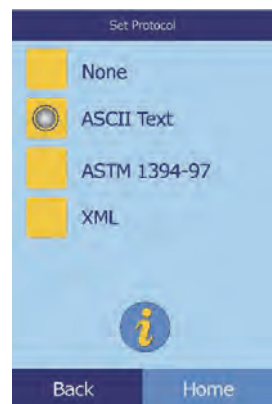 Set Protocol
None
ASCII Text
ASTM 1394-97
XML
i
Back Home